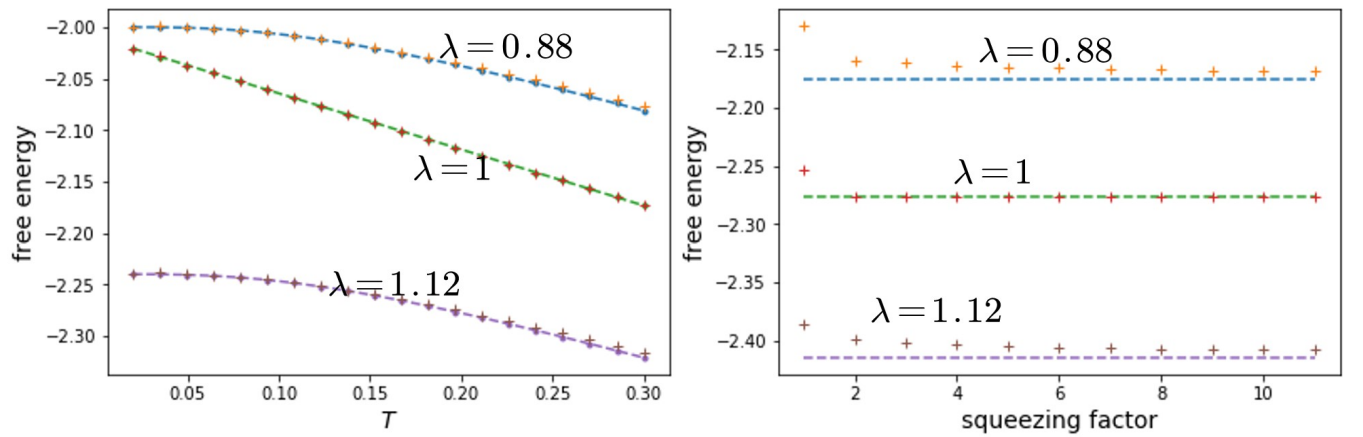 −2.00
−2.05
−2.10
−2.15
−2.20
−2.25
−2.30
free energy
λ=0.88
λ=1
λ=1.12
0.05
0.10
0.15
0.20
0.25
0.30
T
−2.15
−2.20
−2.25
−2.30
−2.35
−2.40
free energy
λ=0.88
λ=1
λ=1.12
2
4
6
8
10
squeezing factor